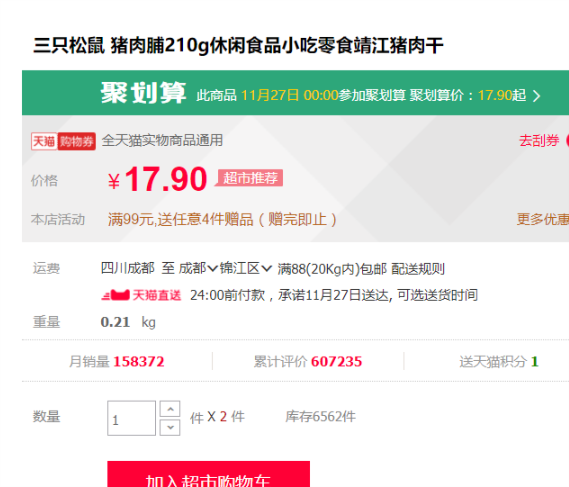 三只松鼠 猪肉脯210g休闲食品小吃零食靖江猪肉干
聚划算 此商品 11月27日 00:00参加聚划算 聚划算价：17.90起
天猫 购物券 全天猫实物商品通用 去刮券
价格 ¥17.90 超市推荐
本店活动 满99元,送任意4件赠品（赠完即止） 更多优惠
运费 四川成都 至 成都 锦江区 满88(20Kg内)包邮 配送规则
天猫直送 24:00前付款，承诺11月27日送达, 可选送货时间
重量 0.21 kg
月销量 158372 累计评价 607235 送天猫积分 1
数量 1 件 X 2 件 库存6562件
加入超市购物车